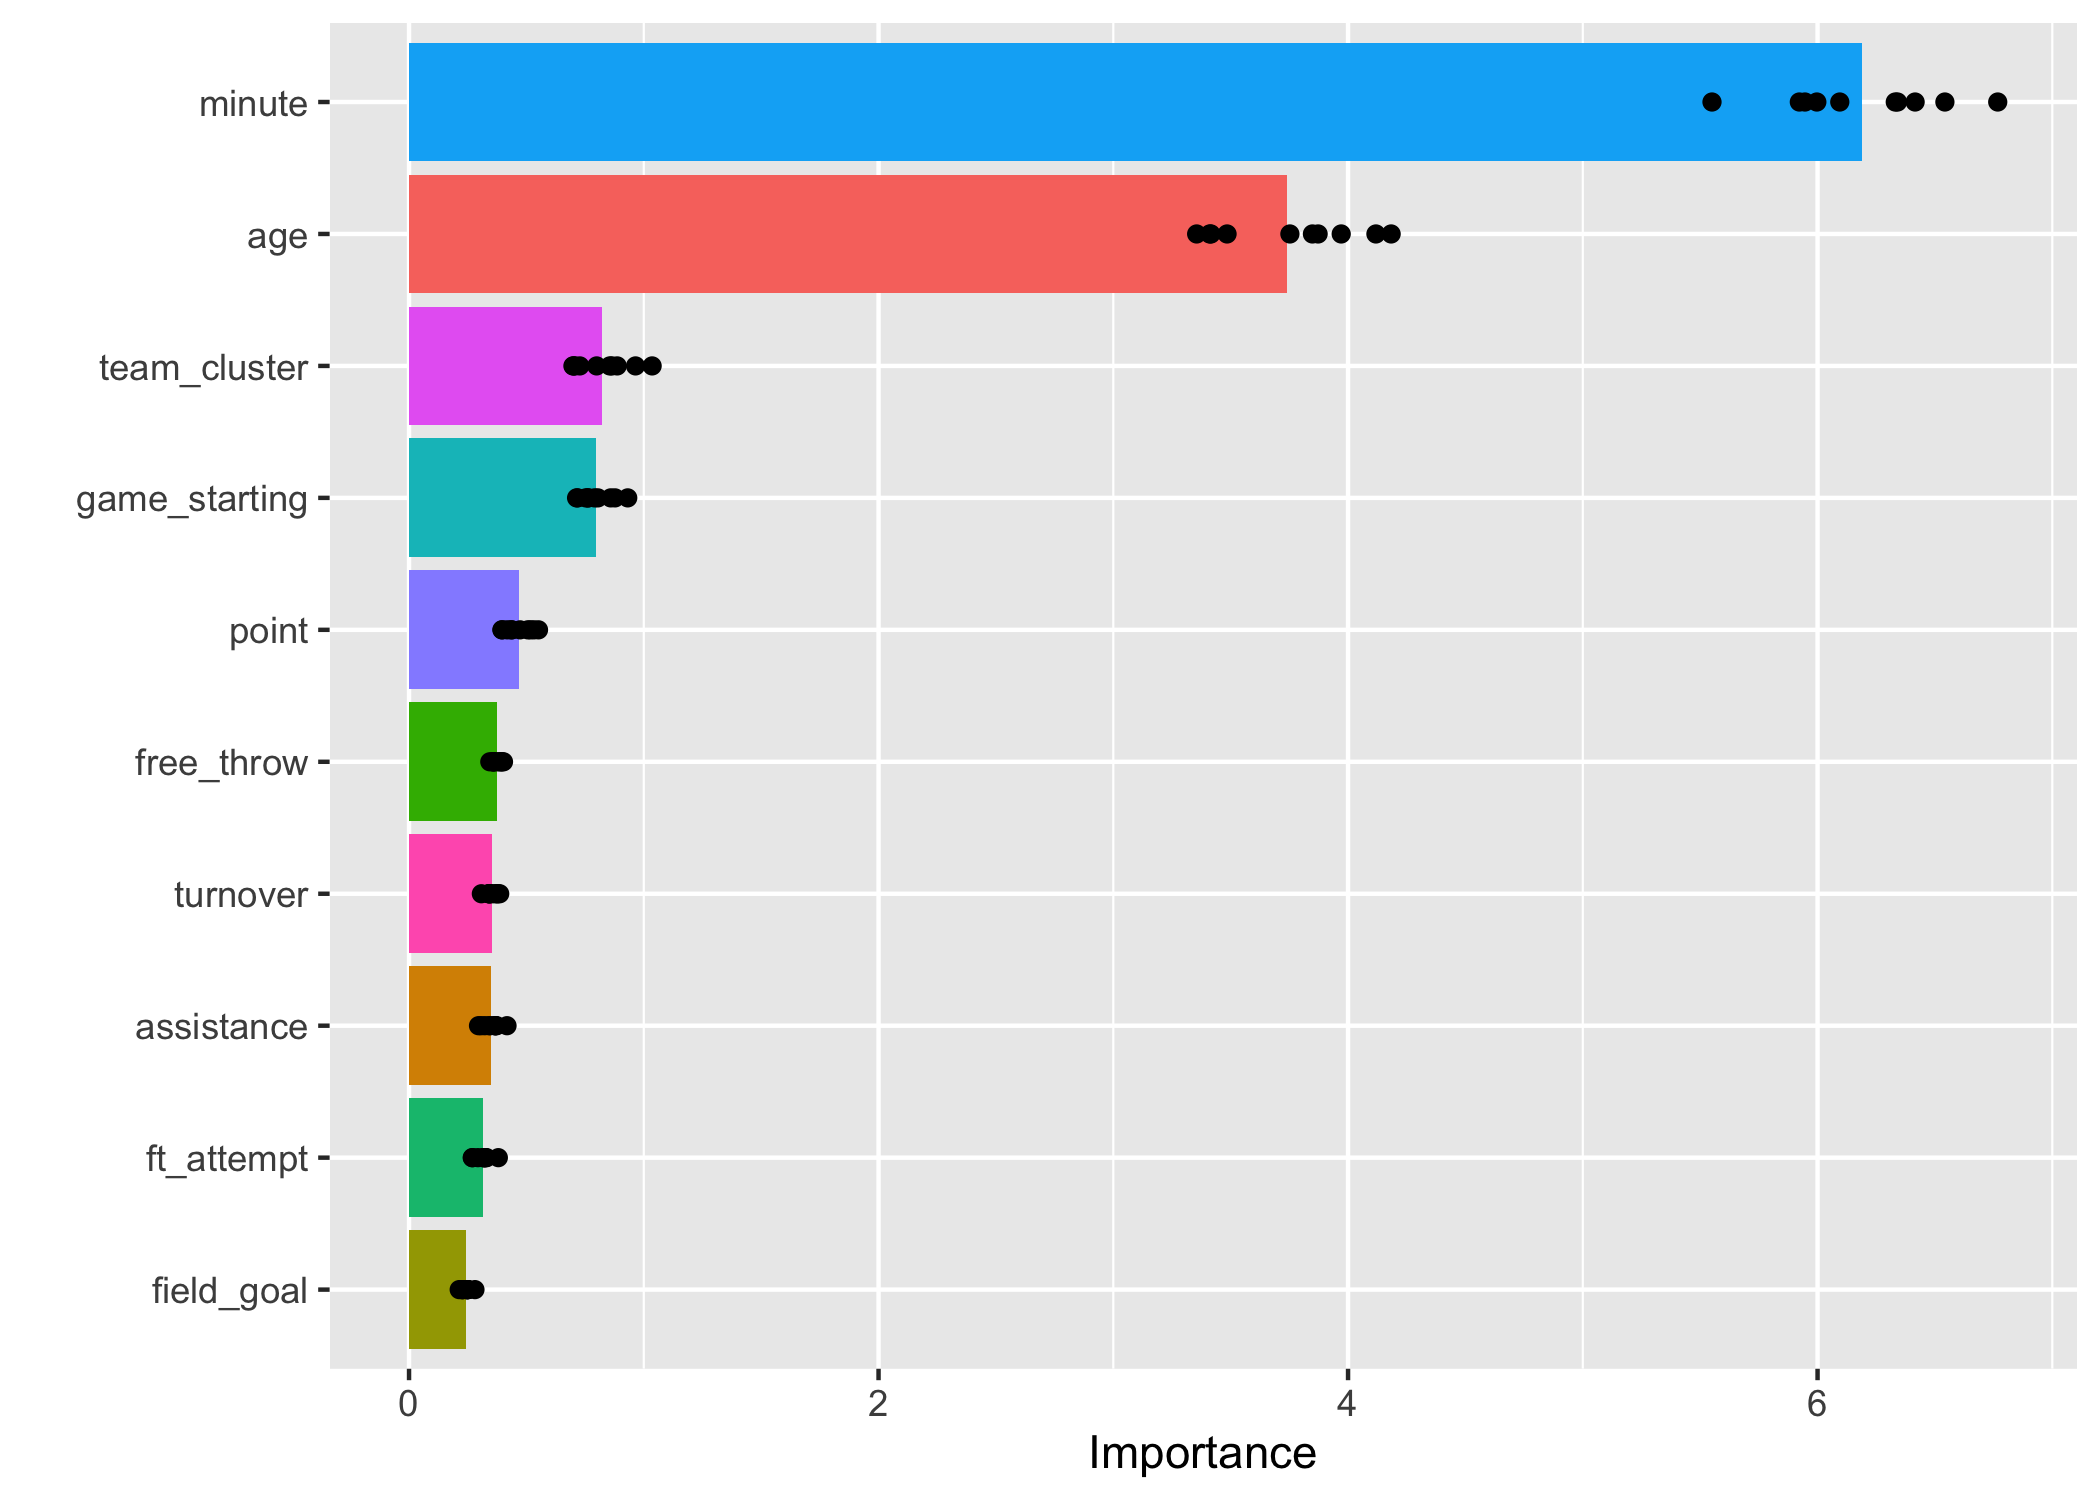 minute
age
team_cluster
game_starting
point
free_throw
turnover
assistance
ft_attempt
field_goal
0 2 4 6
Importance